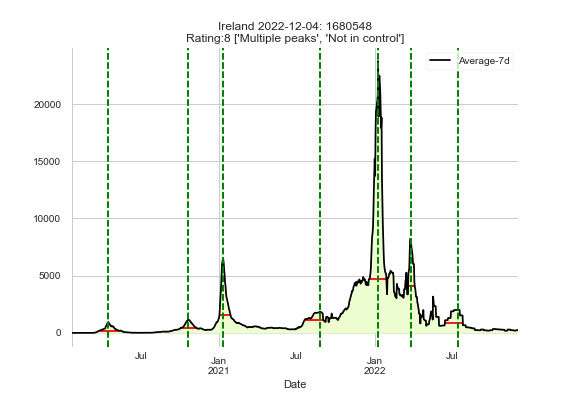 Ireland 2022-12-04: 1680548
Rating:8 ['Multiple peaks', 'Not in control']
Average-7d
20000
15000
10000
5000
0
Jul
Jan
2021
Jul
Jan
2022
Jul
Date